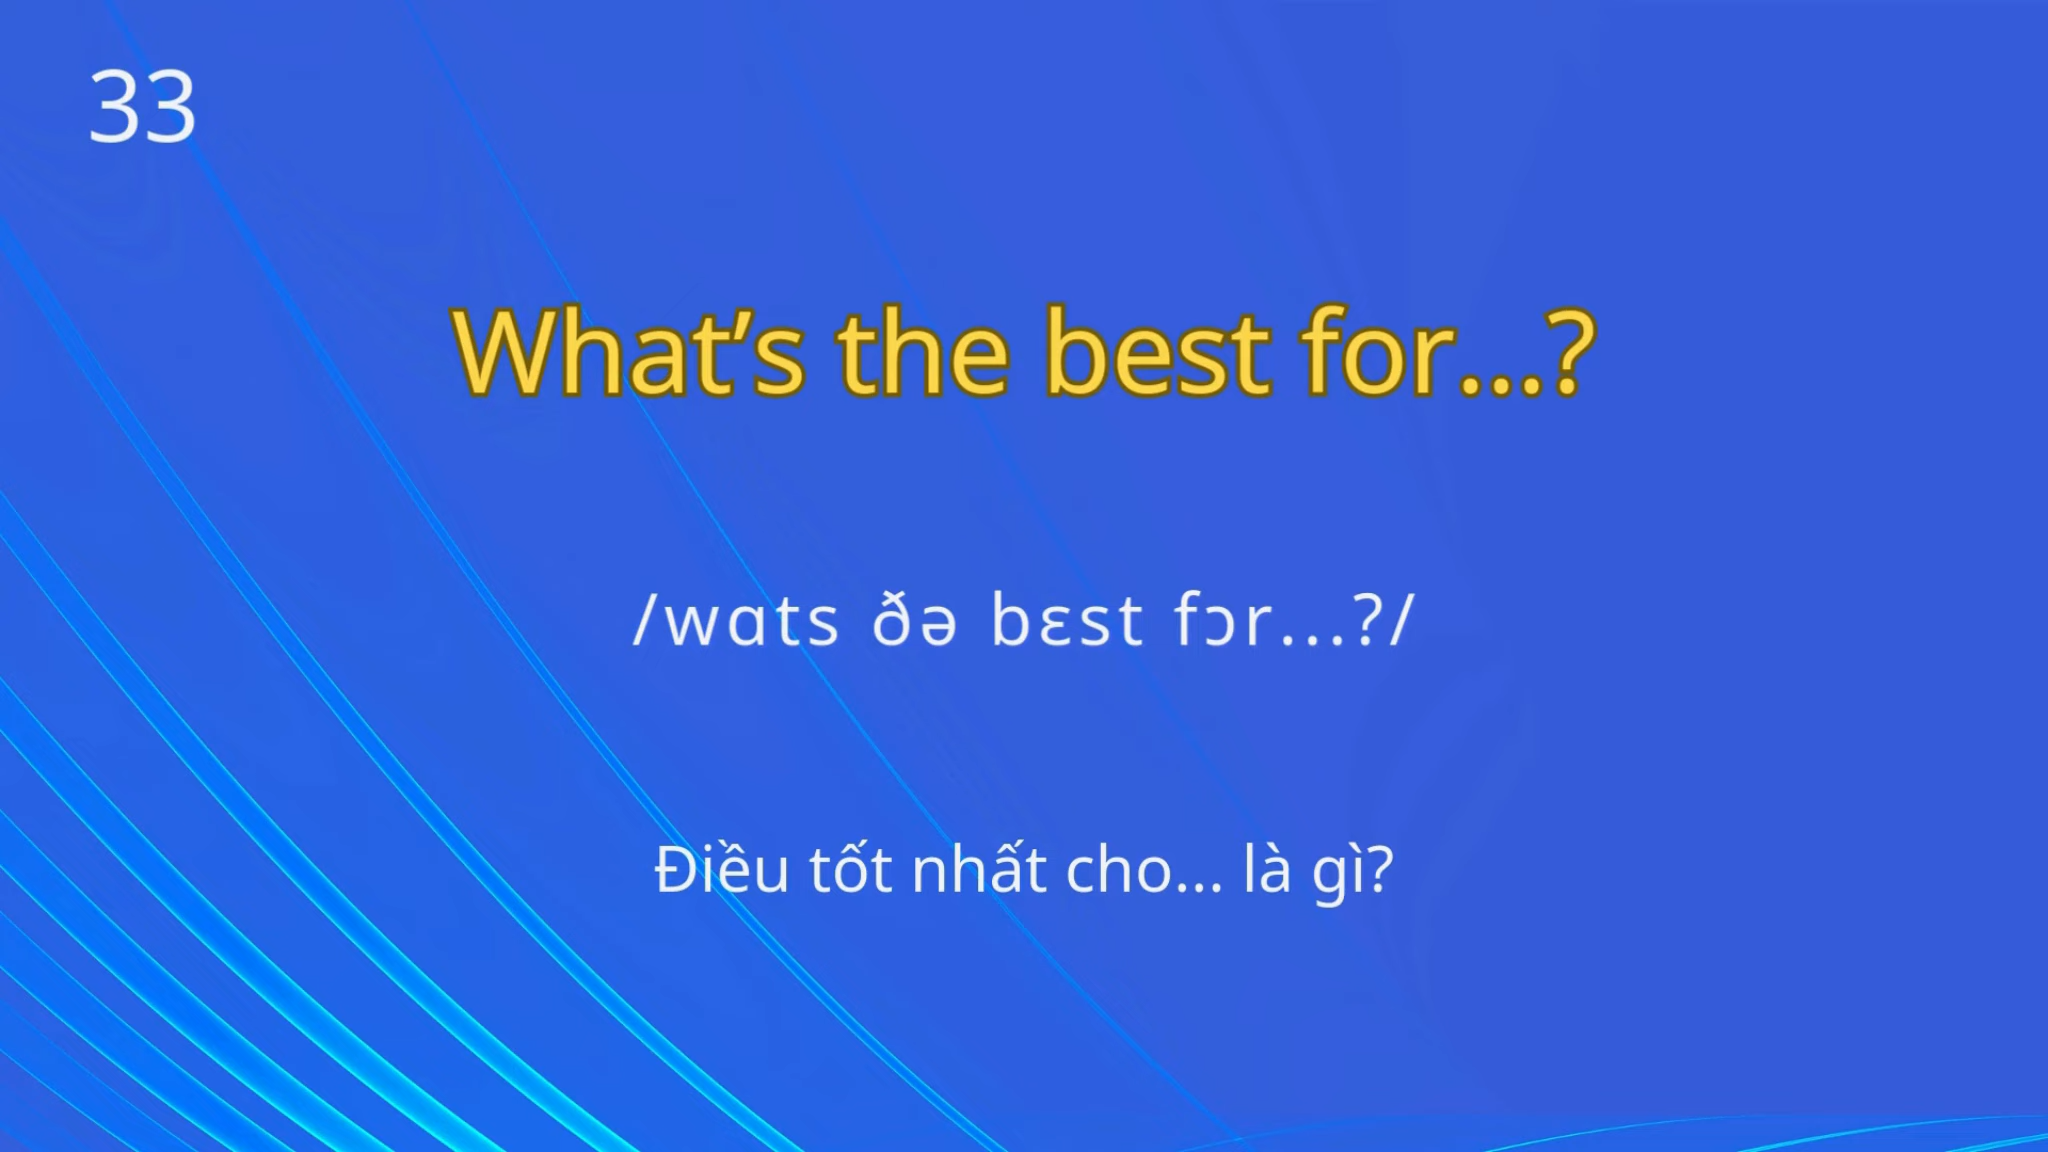 33
What’s the best for...?
/wɑts ðə bɛst fɔr...?/
Điều tốt nhất cho... là gì?